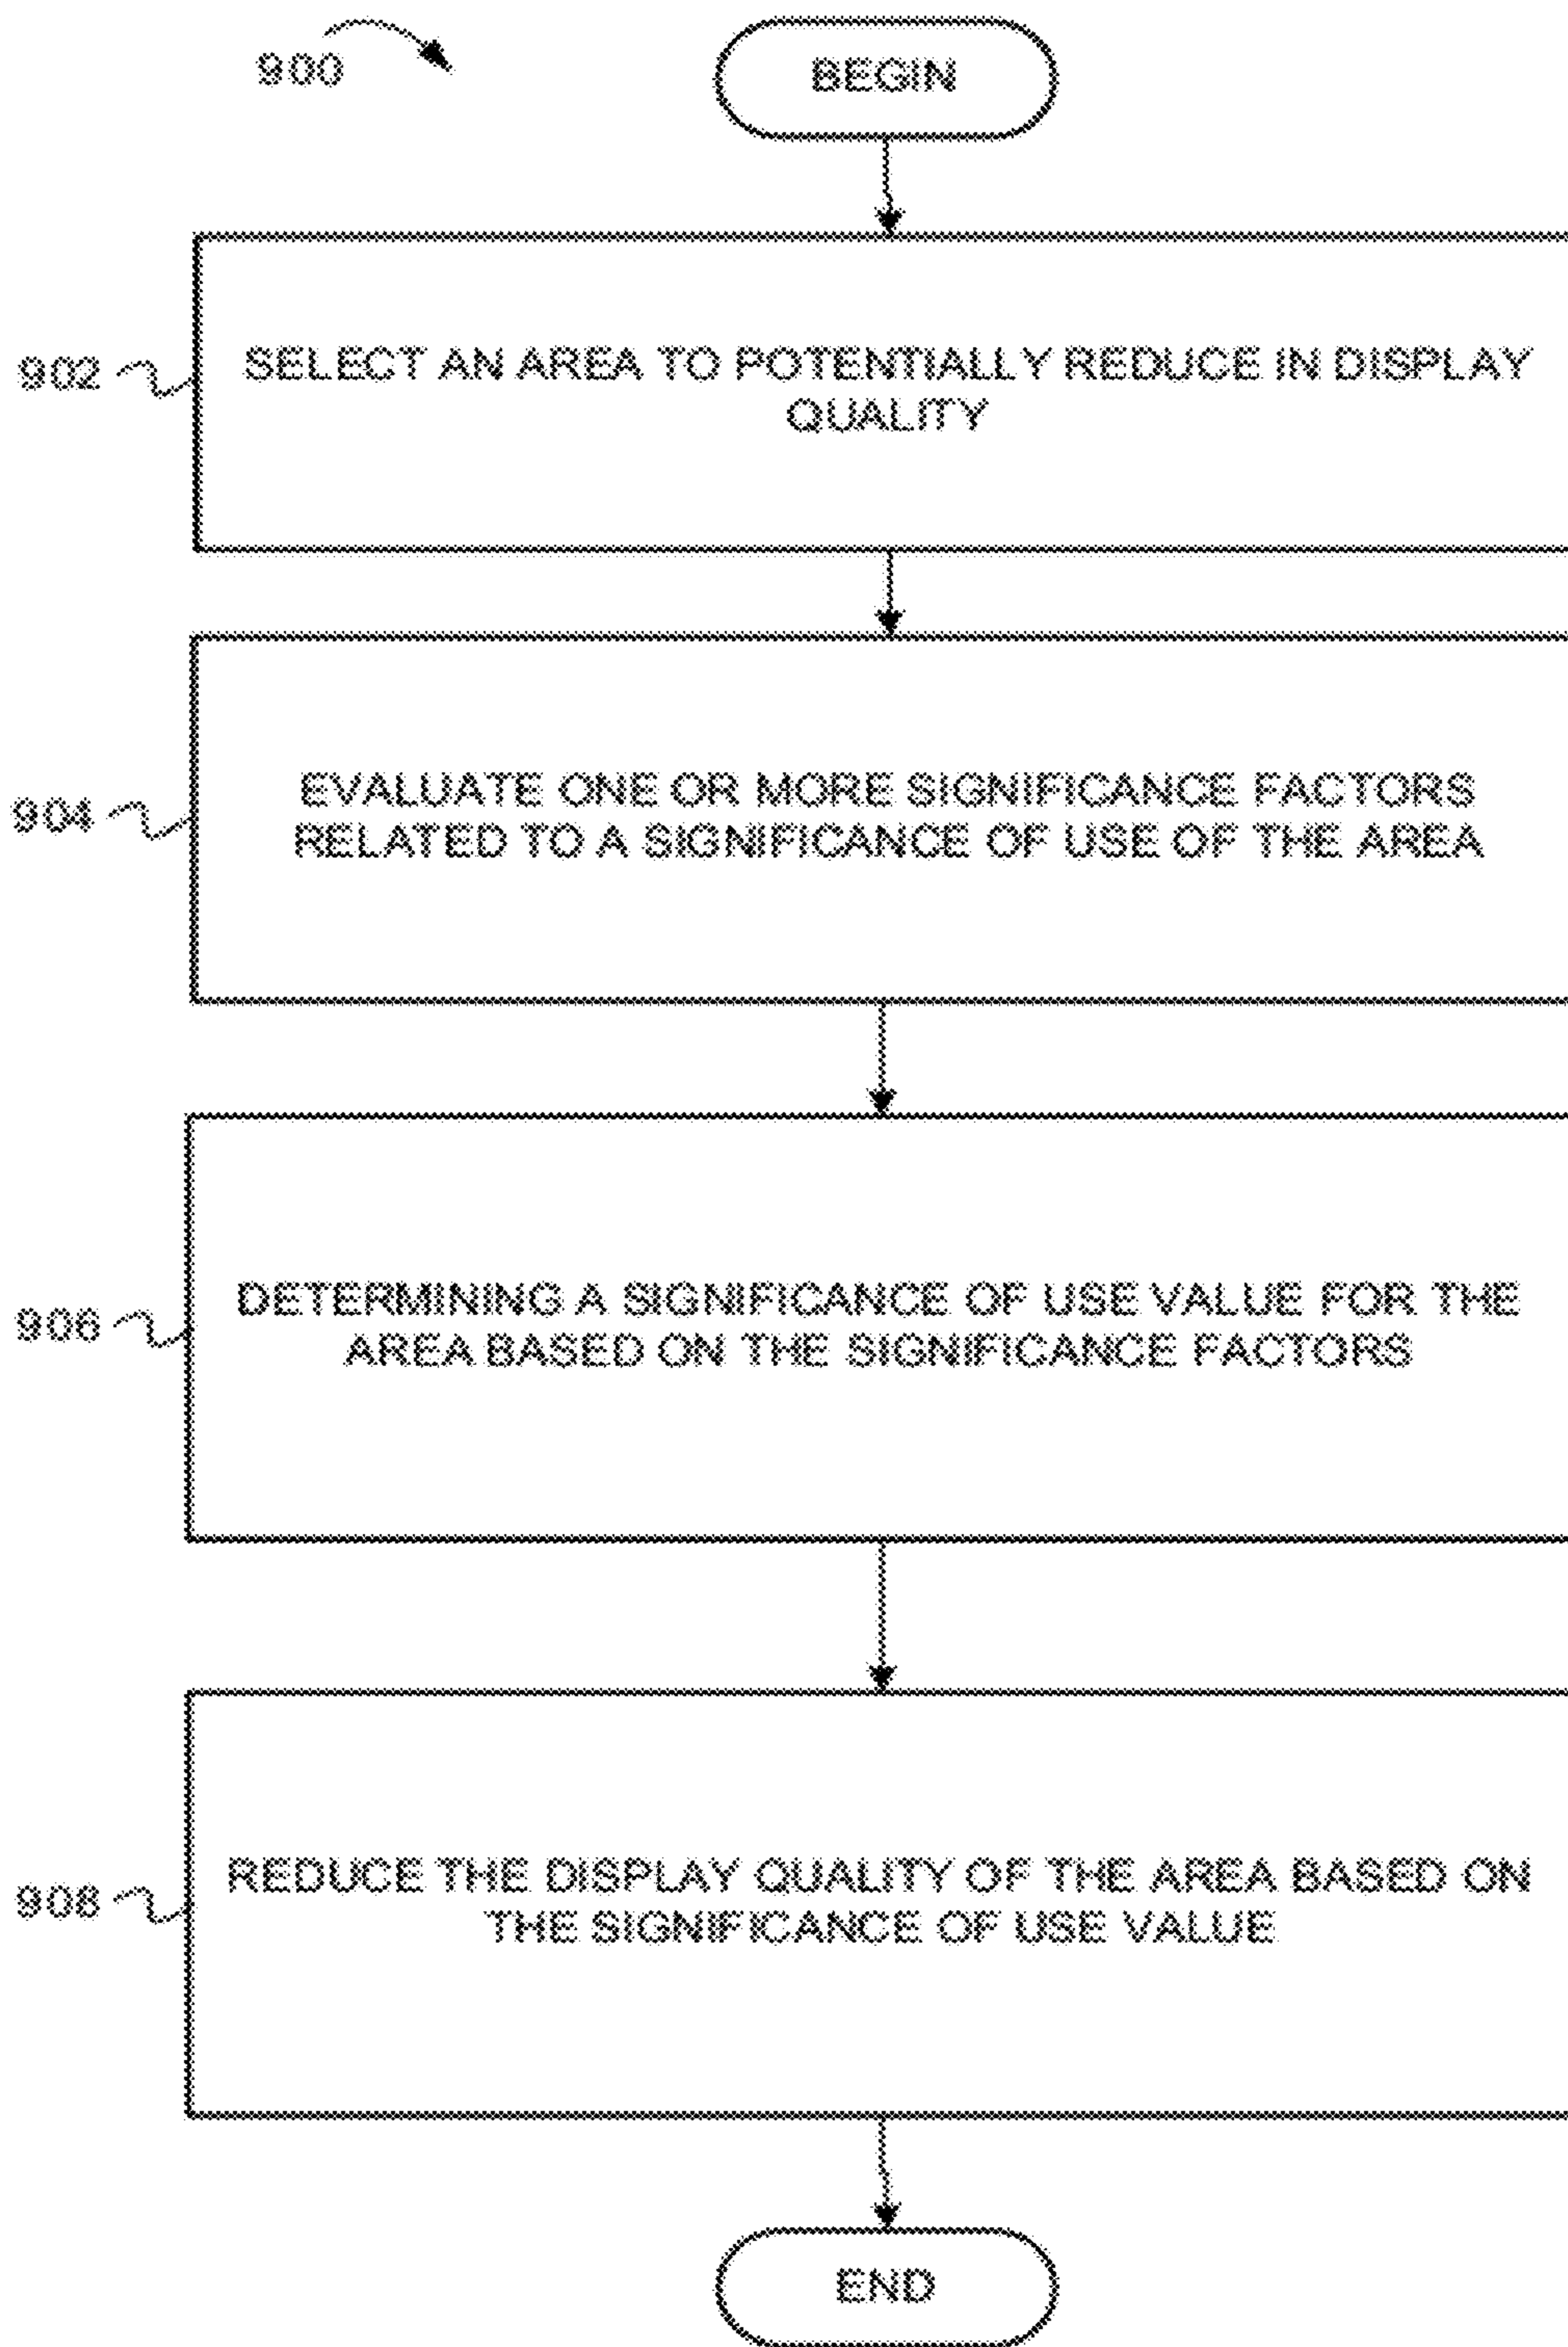 900
BEGIN
902
SELECT AN AREA TO POTENTIALLY REDUCE IN DISPLAY
QUALITY
904
EVALUATE ONE OR MORE SIGNIFICANCE FACTORS
RELATED TO A SIGNIFICANCE OF USE OF THE AREA
906
DETERMINING A SIGNIFICANCE OF USE VALUE FOR THE
AREA BASED ON THE SIGNIFICANCE FACTORS
908
REDUCE THE DISPLAY QUALITY OF THE AREA BASED ON
THE SIGNIFICANCE OF USE VALUE
END